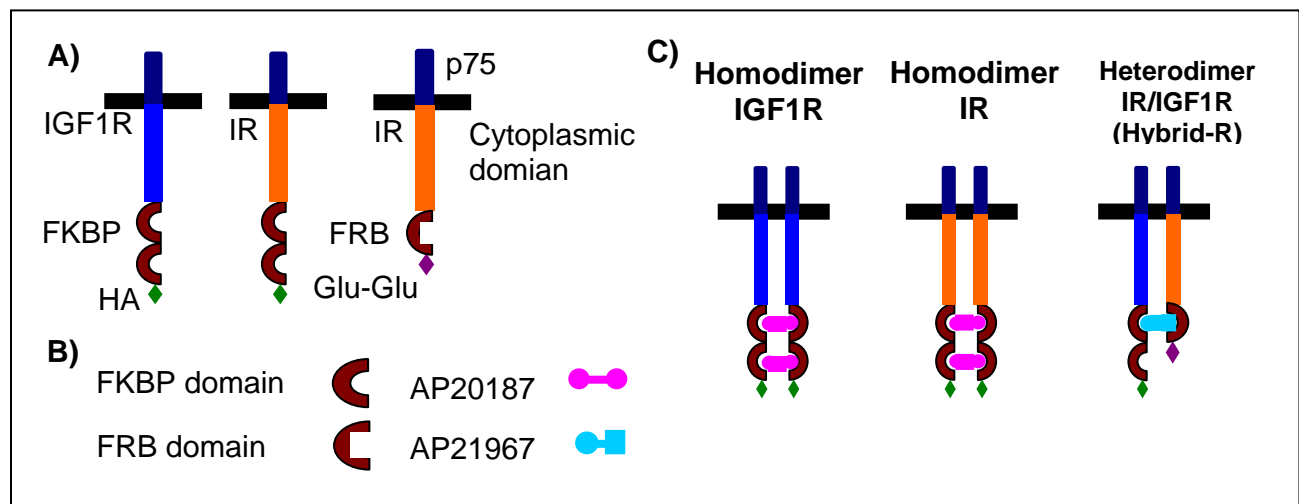 A)
p75
IGF1R
IR
IR
Cytoplasmic
domian
FKBP
FRB
HA
Glu-Glu
B)
FKBP domain
AP20187
FRB domain
AP21967
C)
Homodimer
IGF1R
Homodimer
IR
Heterodimer
IR/IGF1R
(Hybrid-R)